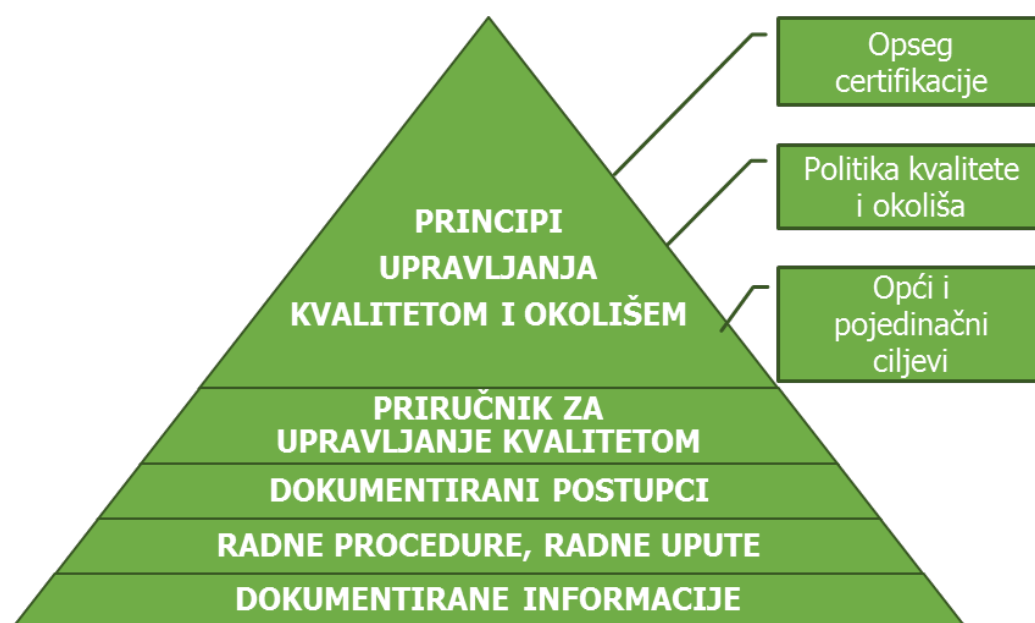 Opseg
certifikacije
Politika kvalitete
i okoliša
Opći i
pojedinačni
ciljevi
PRINCIPI
UPRAVLJANJA
KVALITETOM I OKOLIŠEM
PRIRUČNIK ZA
UPRAVLJANJE KVALITETOM
DOKUMENTIRANI POSTUPCI
RADNE PROCEDURE, RADNE UPUTE
DOKUMENTIRANE INFORMACIJE